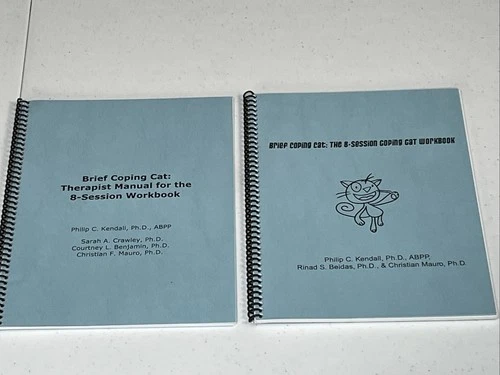 Brief Coping Cat:
Therapist Manual for the
8-Session Workbook
Philip C. Kendall, Ph.D., ABPP
Sarah A. Crawley, Ph.D.
Courtney L. Benjamin, Ph.D.
Christian F. Mauro, Ph.D.
Brief Coping Cat: The 8-Session Coping Cat Workbook
Philip C. Kendall, Ph.D., ABPP,
Rinad S. Beidas, Ph.D., & Christian Mauro, Ph.D.